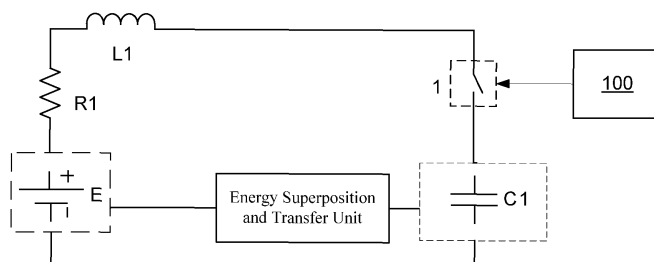 L1
1
100
R1
+
E
Energy Superposition
and Transfer Unit
C1